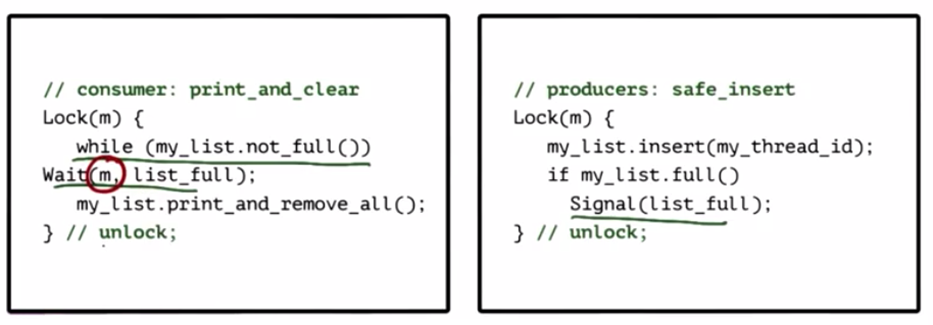 // consumer: print_and_clear
Lock(m) {
while (my_list.not_full())
Wait(m, list_full);
my_list.print_and_remove_all();
} // unlock;
// producers: safe_insert
Lock(m) {
my_list.insert(my_thread_id);
if my_list.full()
Signal(list_full);
} // unlock;